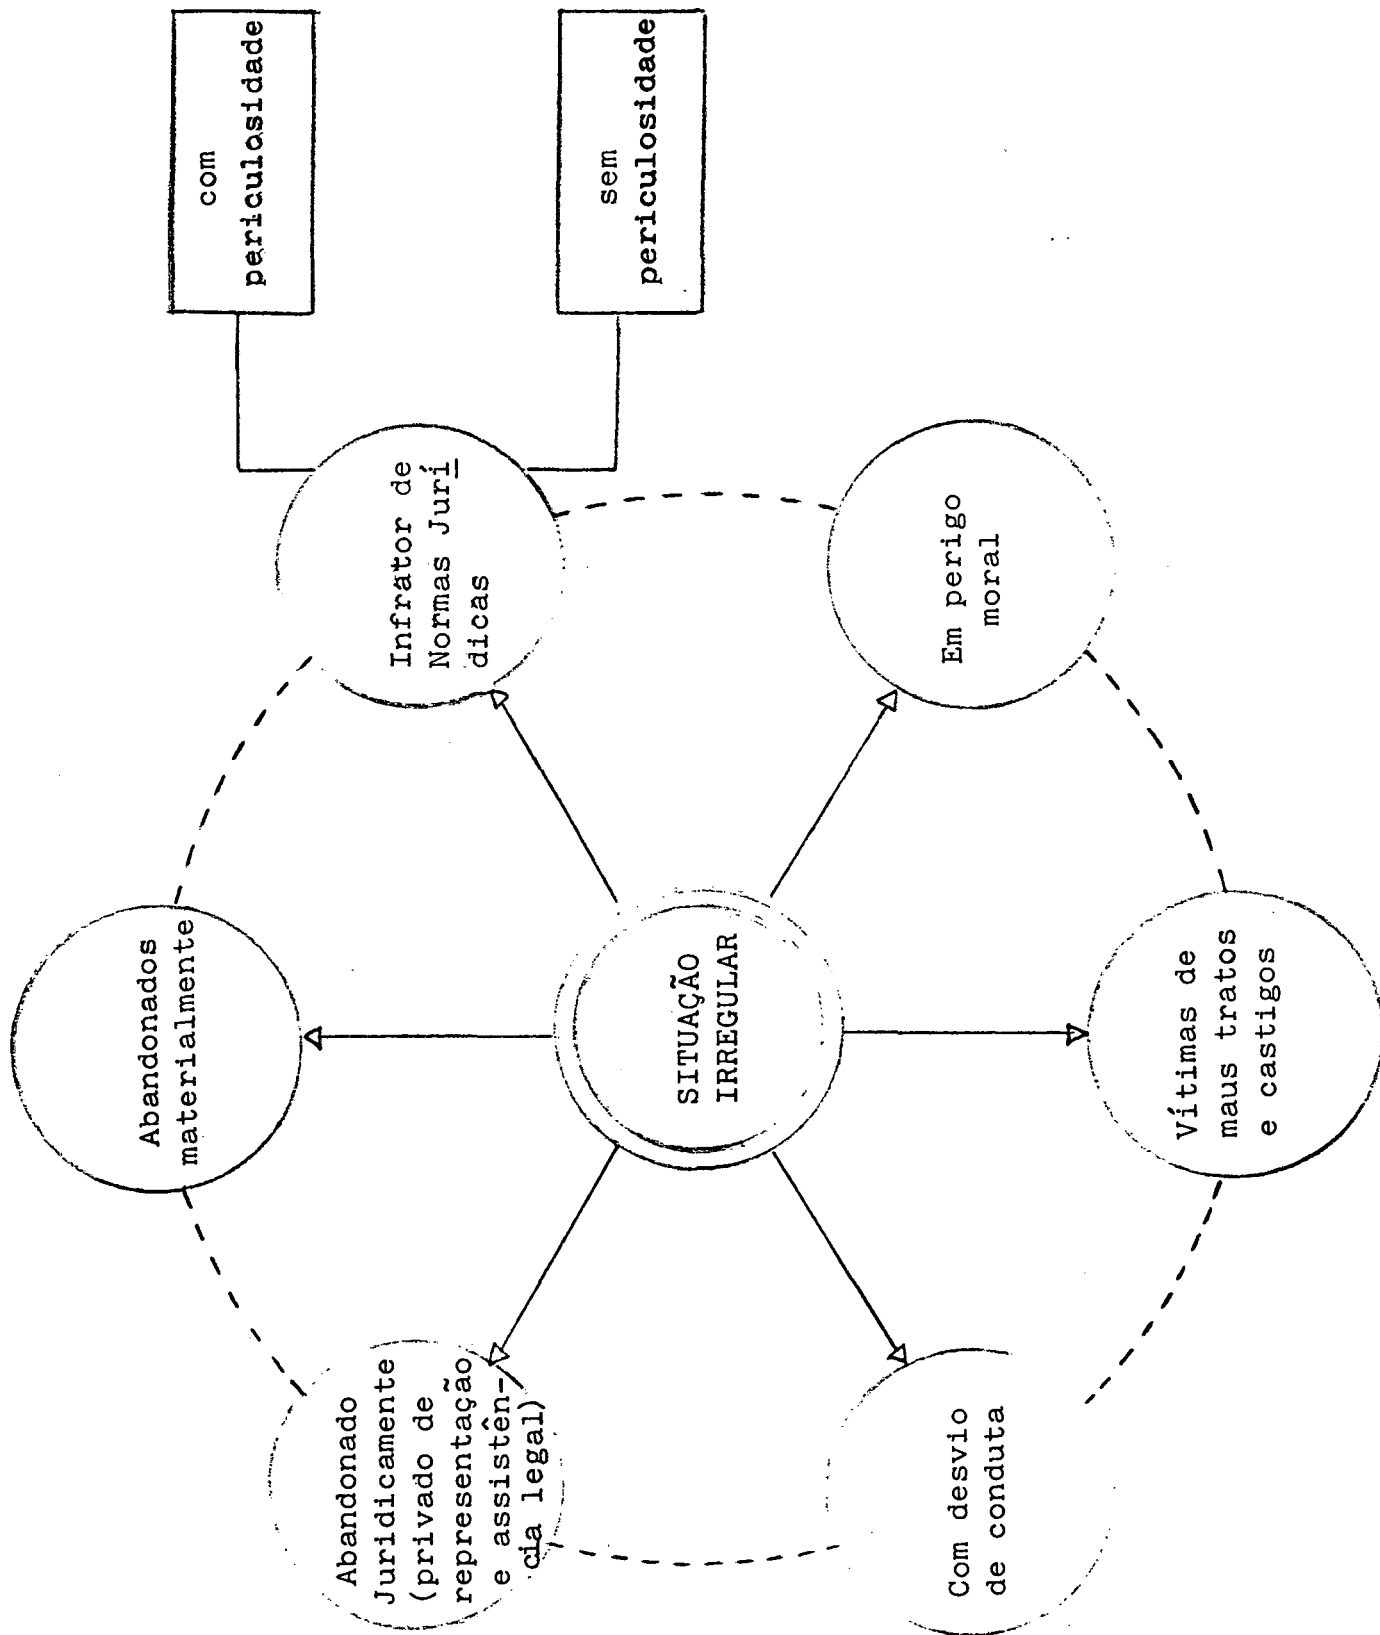 Abandonados
materialmente
com
periculosidade
Abandonado
Juridicamente
(privado de
representação
e assistên-
cia legal)
Infrator de
Normas Jurí
dicas
sem
periculosidade
SITUAÇÃO
IRREGULAR
Com desvio
de conduta
Em perigo
moral
Vítimas de
maus tratos
e castigos